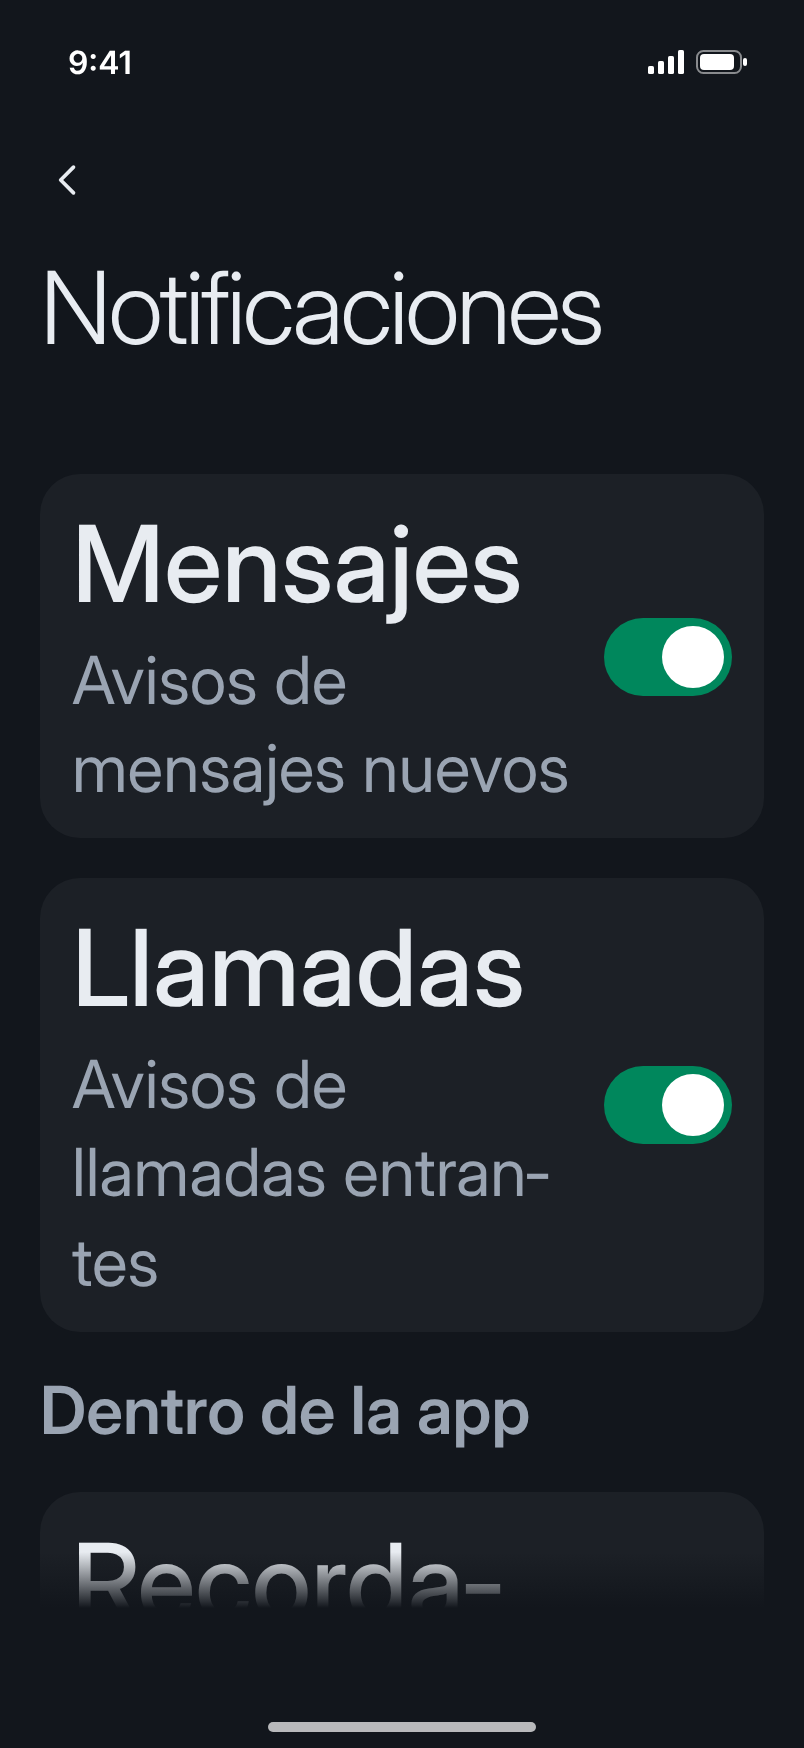 9:41
Notificaciones
Mensajes
Avisos de
mensajes nuevos
Llamadas
Avisos de
llamadas entran-
tes
Dentro de la app
Recorda-